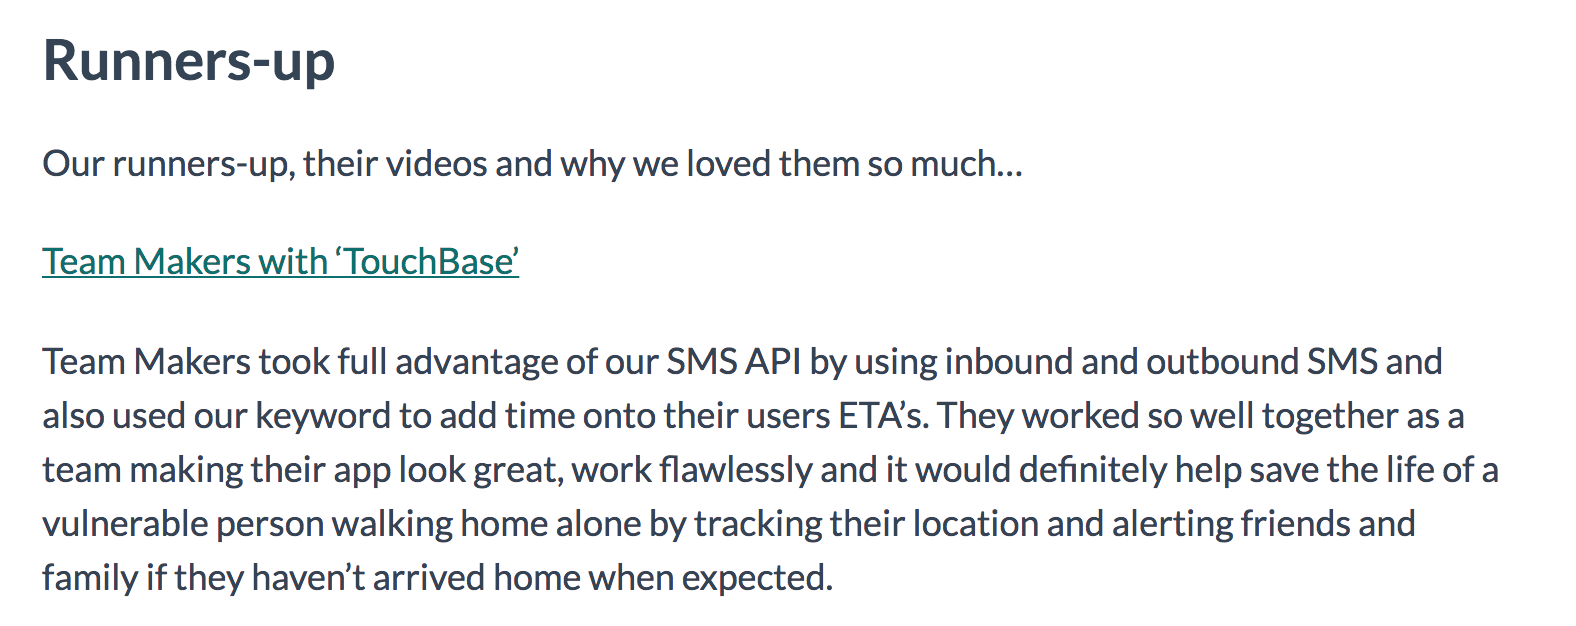 Runners-up
Our runners-up, their videos and why we loved them so much...
Team Makers with ‘TouchBase’
Team Makers took full advantage of our SMS API by using inbound and outbound SMS and
also used our keyword to add time onto their users ETA’s. They worked so well together as a
team making their app look great, work flawlessly and it would definitely help save the life of a
vulnerable person walking home alone by tracking their location and alerting friends and
family if they haven’t arrived home when expected.